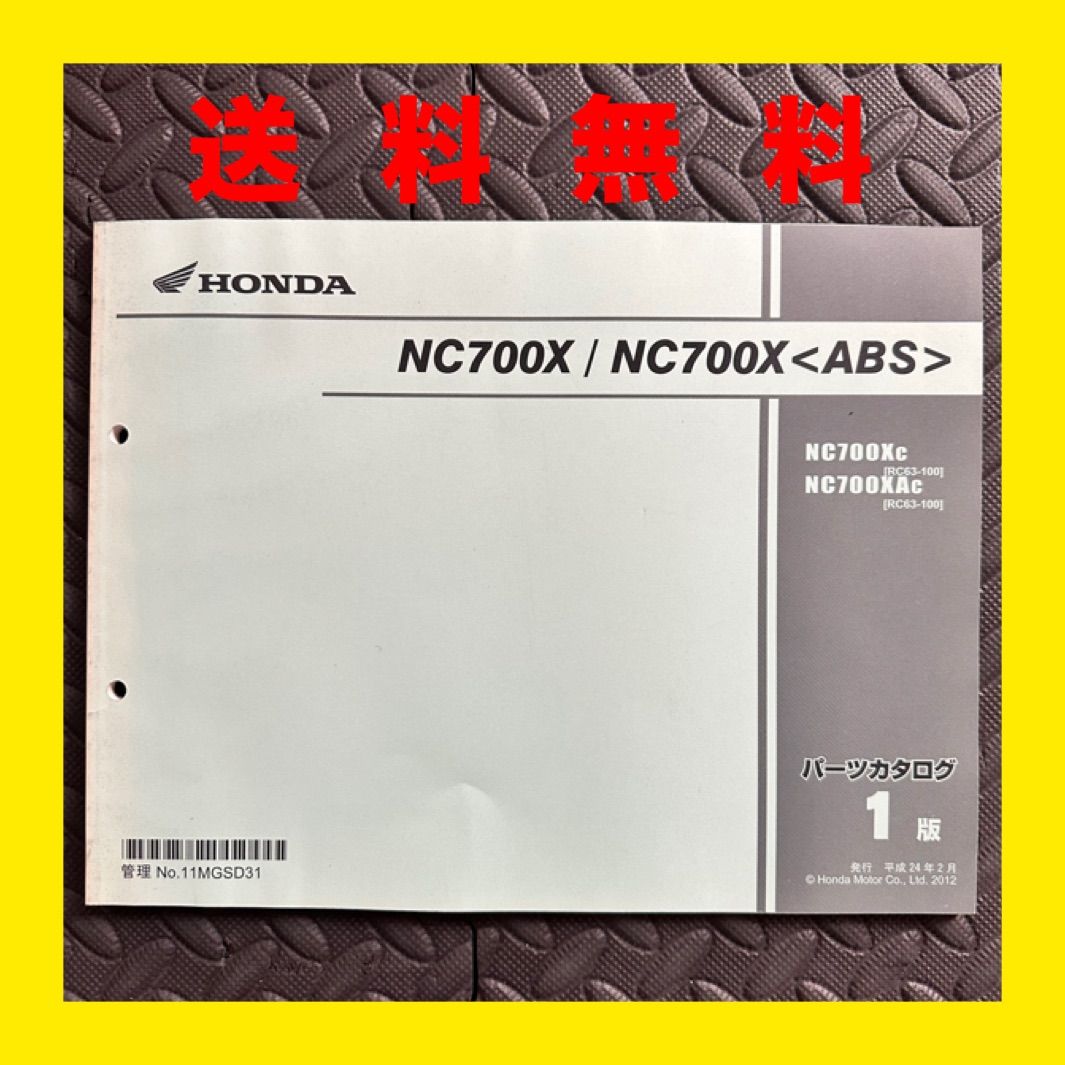 送料無料
HONDA
NC700X / NC700X<ABS>
NC700Xc
[RC63-100]
NC700XAc
[RC63-100]
パーツカタログ
1版
管理 No.11MGSD31
発行 平成24年2月
© Honda Motor Co., Ltd. 2012